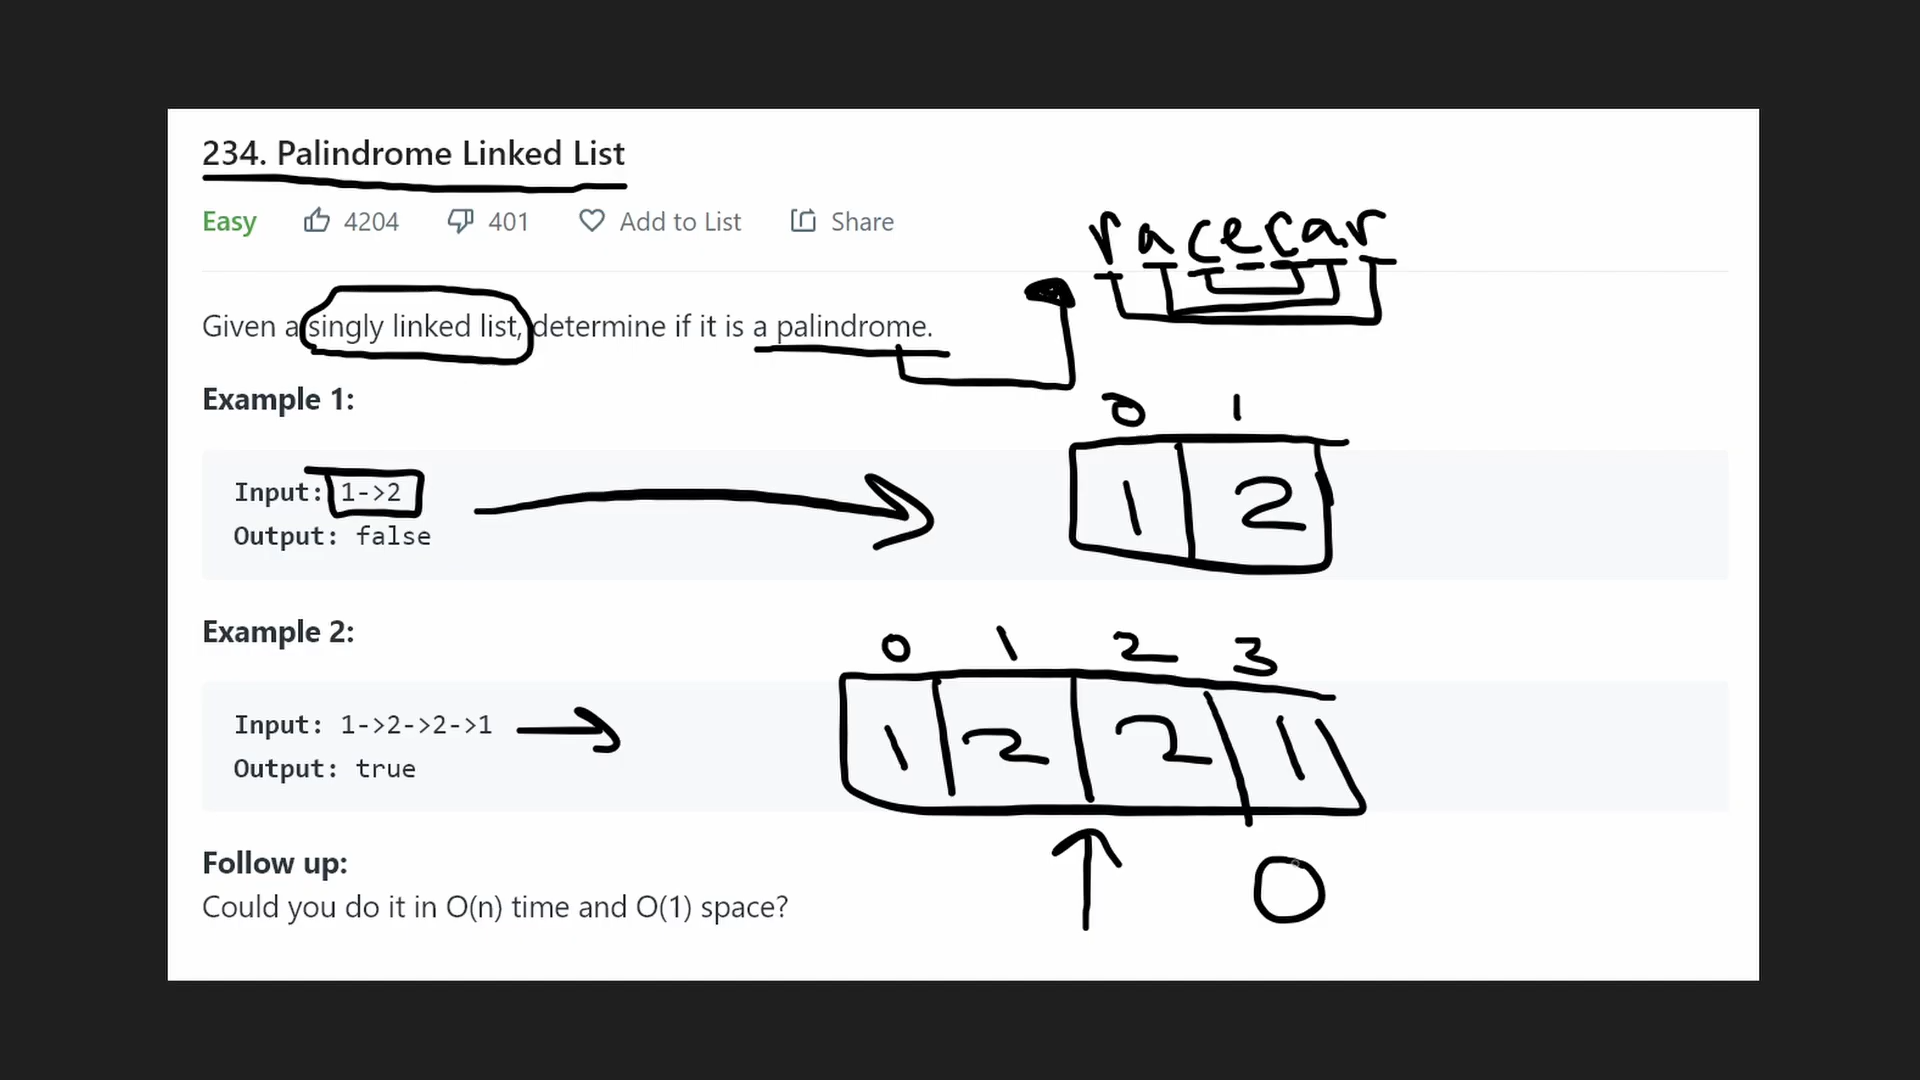 234. Palindrome Linked List
Easy 4204 401 Add to List Share
racecar
Given a singly linked list, determine if it is a palindrome.
Example 1:
0 1
Input: 1->2
1 2
Output: false
Example 2:
0 1 2 3
Input: 1->2->2->1
1 2 2 1
Output: true
Follow up:
O
Could you do it in O(n) time and O(1) space?